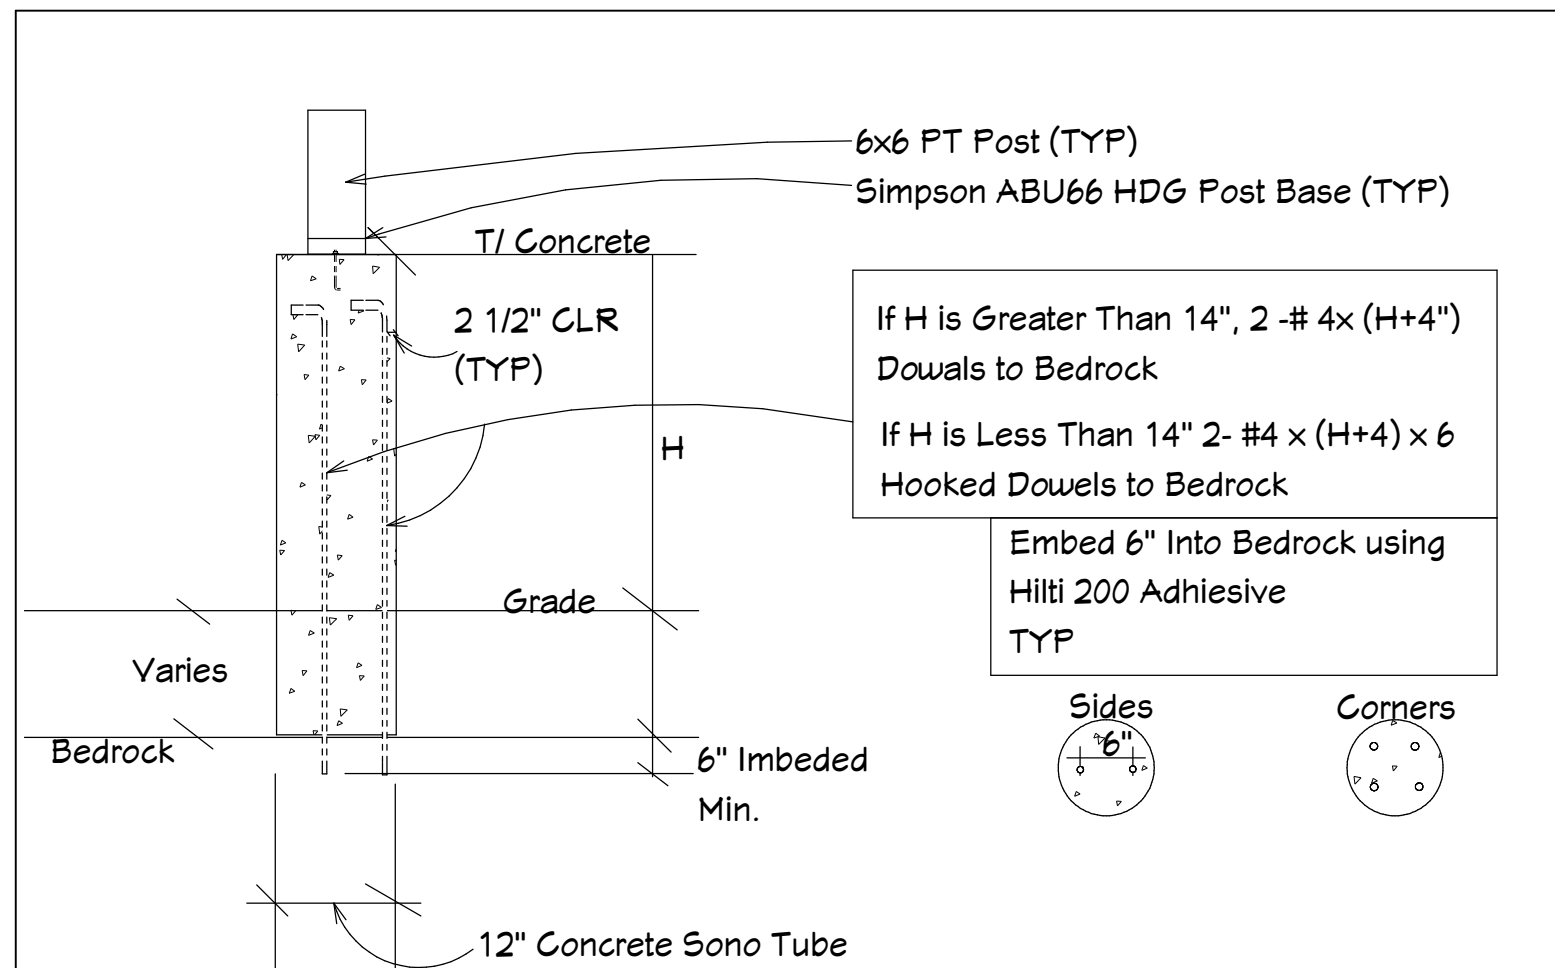 6x6 PT Post (TYP)
Simpson ABU66 HDG Post Base (TYP)
T/ Concrete
2 1/2" CLR
(TYP)
If H is Greater Than 14", 2 -# 4x (H+4")
Dowals to Bedrock
If H is Less Than 14" 2- #4 x (H+4) x 6
Hooked Dowels to Bedrock
H
Embed 6" Into Bedrock using
Hilti 200 Adhiesive
TYP
Grade
Varies
Bedrock
6" Imbeded
Min.
Sides
6"
Corners
12" Concrete Sono Tube